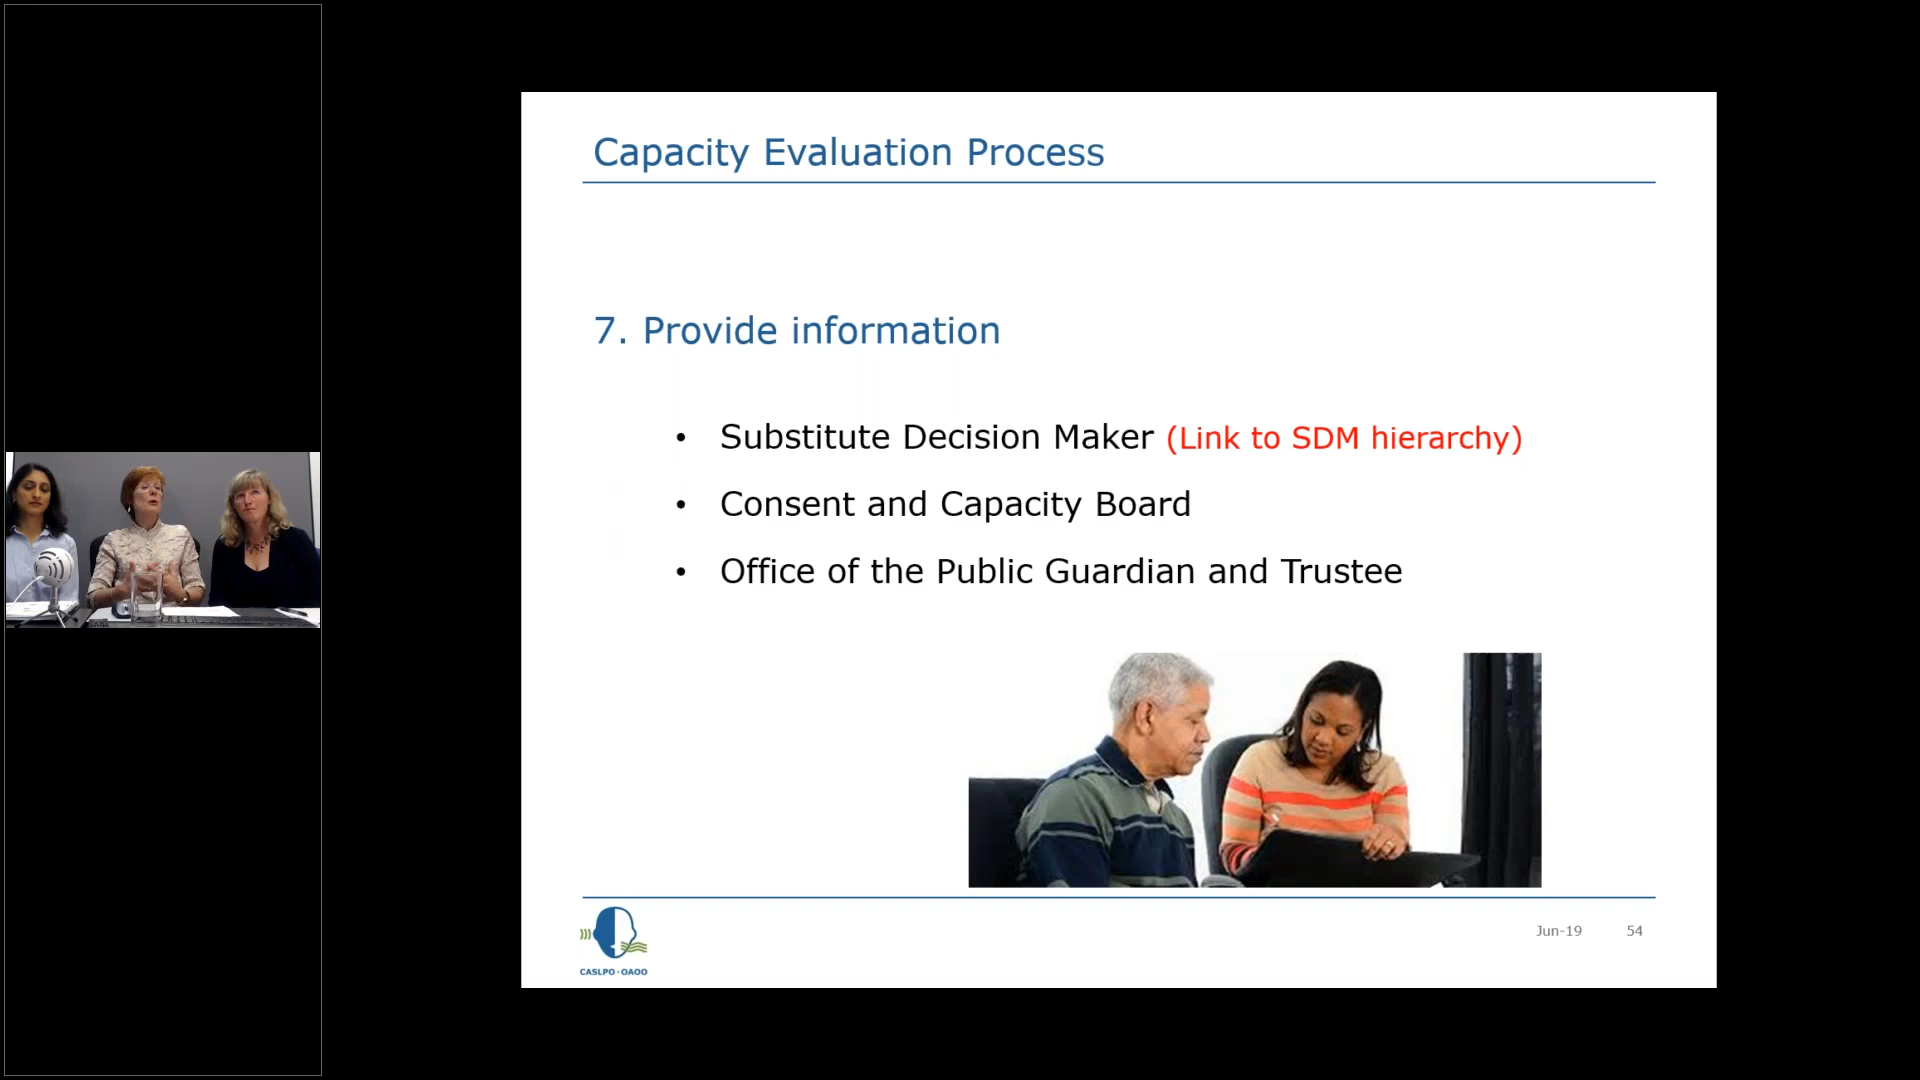 Capacity Evaluation Process
7. Provide information
• Substitute Decision Maker (Link to SDM hierarchy)
• Consent and Capacity Board
• Office of the Public Guardian and Trustee
CASLPO·OAOO
Jun-19 54